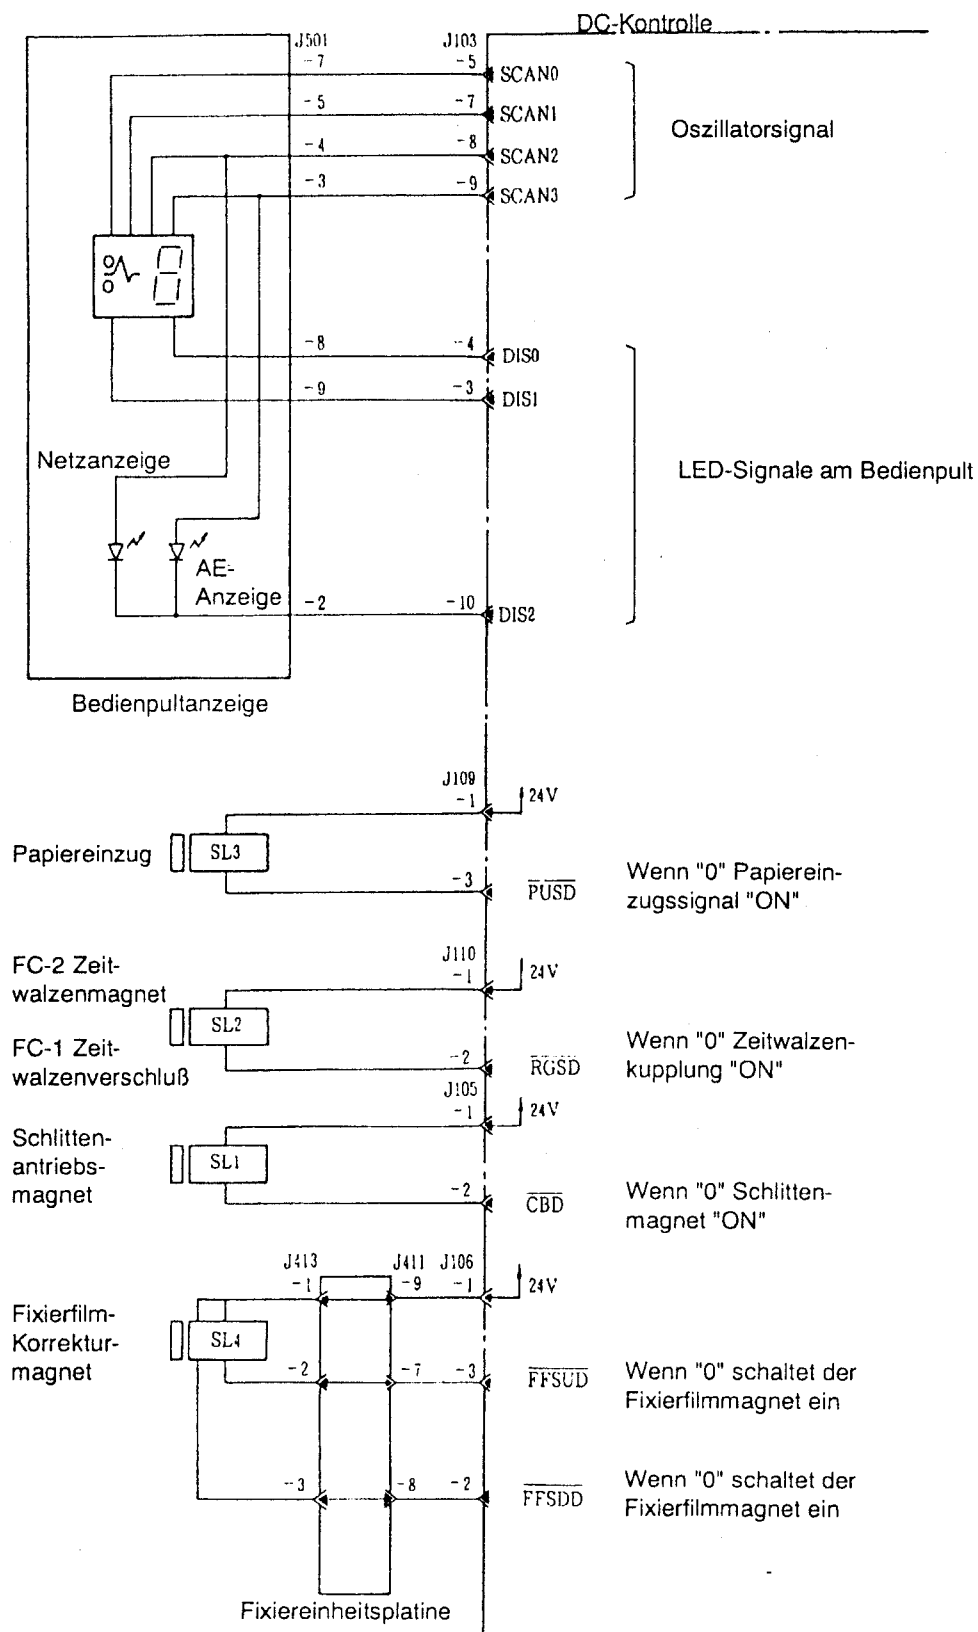 DC-Kontrolle
J501 J103
-7 -5 SCAN0
-5 -7 SCAN1
-4 -8 SCAN2
-3 -9 SCAN3
Oszillatorsignal
-8 -4 DIS0
-9 -3 DIS1
Netzanzeige
LED-Signale am Bedienpult
AE-
Anzeige
-2 -10 DIS2
Bedienpultanzeige
J109
-1 24V
Papiereinzug
SL3
-3 PUSD
Wenn "0" Papierein-
zugssignal "ON"
FC-2 Zeit-
walzenmagnet
J110
-1 24V
SL2
FC-1 Zeit-
walzenverschluß
-2 RGSD
Wenn "0" Zeitwalzen-
kupplung "ON"
J105
-1 24V
Schlitten-
antriebs-
magnet
SL1
-2 CBD
Wenn "0" Schlitten-
magnet "ON"
J413 J411 J106
-1 -9 -1 24V
Fixierfilm-
Korrektur-
magnet
SL4
-2 -7 -3 FFSUD
Wenn "0" schaltet der
Fixierfilmmagnet ein
-3 -8 -2 FFSDD
Wenn "0" schaltet der
Fixierfilmmagnet ein
Fixiereinheitsplatine